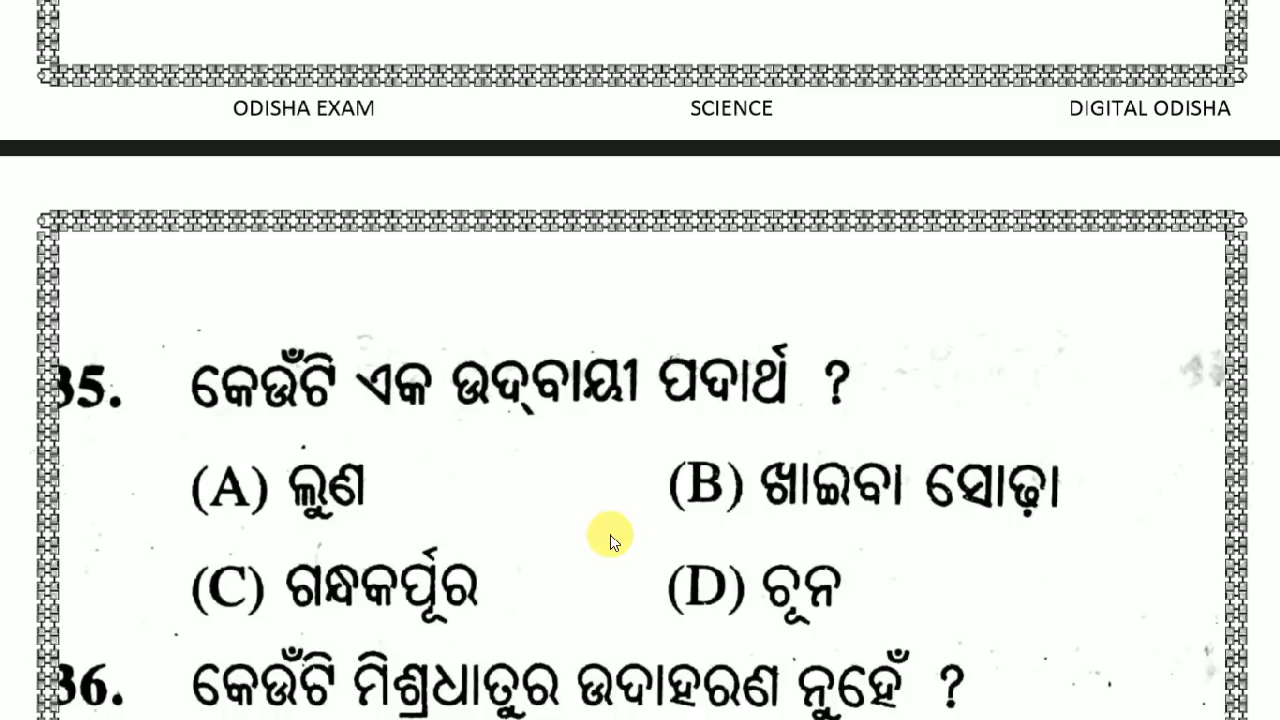 ODISHA EXAM SCIENCE DIGITAL ODISHA
35. କେଉଁଟି ଏକ ଉଦ୍‌ବାୟୀ ପଦାର୍ଥ ?
(A) ଲୁଣ (B) ଖାଇବା ସୋଢ଼ା
(C) ଗନ୍ଧକର୍ପୂର (D) ଚୂନ
36. କେଉଁଟି ମିଶ୍ରଧାତୁର ଉଦାହରଣ ନୁହେଁ ?